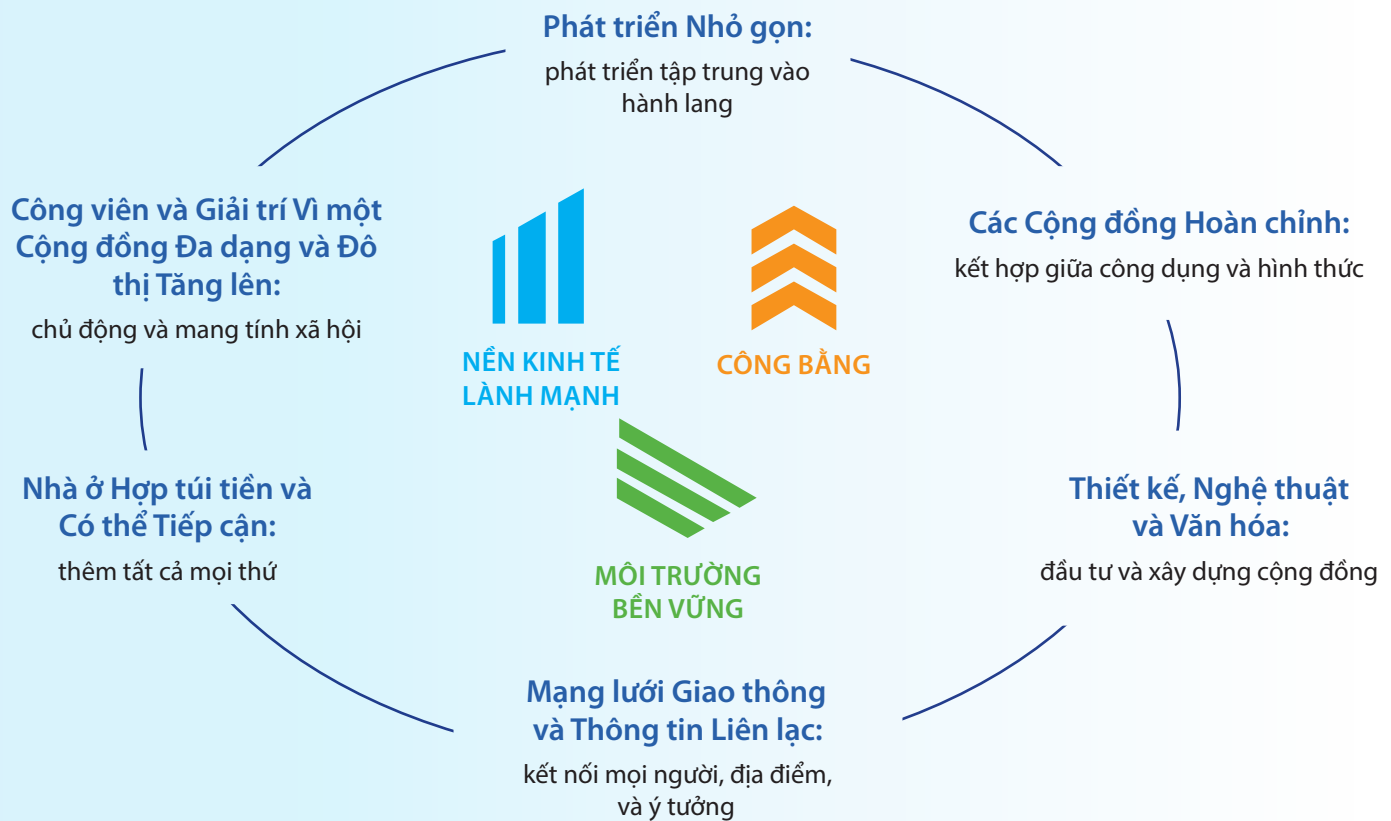 Phát triển Nhỏ gọn:
phát triển tập trung vào
hành lang
Công viên và Giải trí Vì một
Cộng đồng Đa dạng và Đô
thị Tăng lên:
chủ động và mang tính xã hội
Các Cộng đồng Hoàn chỉnh:
kết hợp giữa công dụng và hình thức
NỀN KINH TẾ
LÀNH MẠNH
CÔNG BẰNG
Nhà ở Hợp túi tiền và
Có thể Tiếp cận:
thêm tất cả mọi thứ
Thiết kế, Nghệ thuật
và Văn hóa:
đầu tư và xây dựng cộng đồng
MÔI TRƯỜNG
BỀN VỮNG
Mạng lưới Giao thông
và Thông tin Liên lạc:
kết nối mọi người, địa điểm,
và ý tưởng